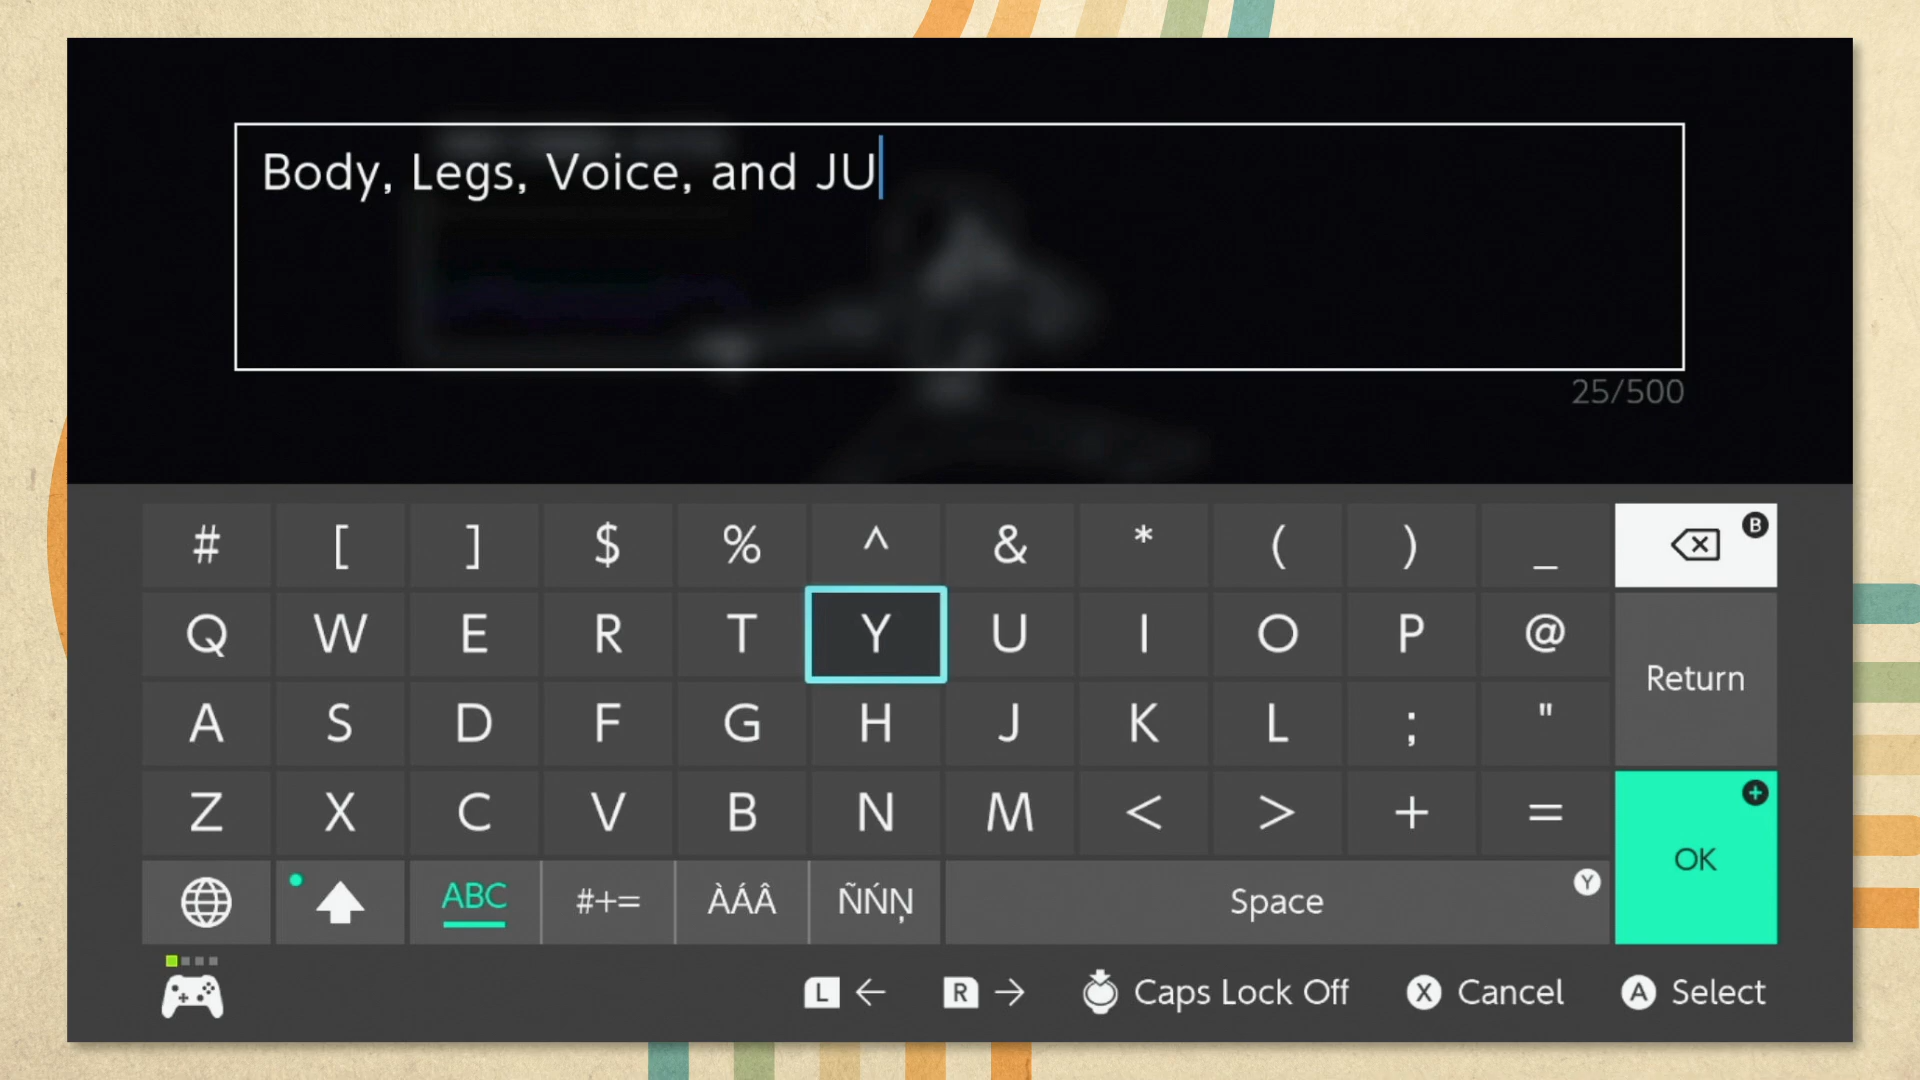 Body, Legs, Voice, and JU
25/500
# [ ] $ % ^ & * ( ) _ B
Q W E R T Y U I O P @
Return
A S D F G H J K L ; "
Z X C V B N M < > + =
OK
ABC #+= ÀÁÂ ÑŃŅ Space Y
L ← R → Caps Lock Off X Cancel A Select